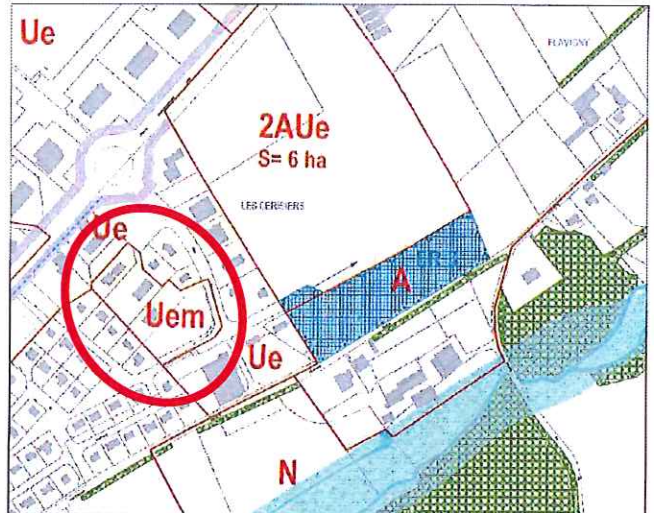 Ue
FLAVIGNY
2AUe
S= 6 ha
LES CERISIERS
Ue
A
Uem
Ue
N